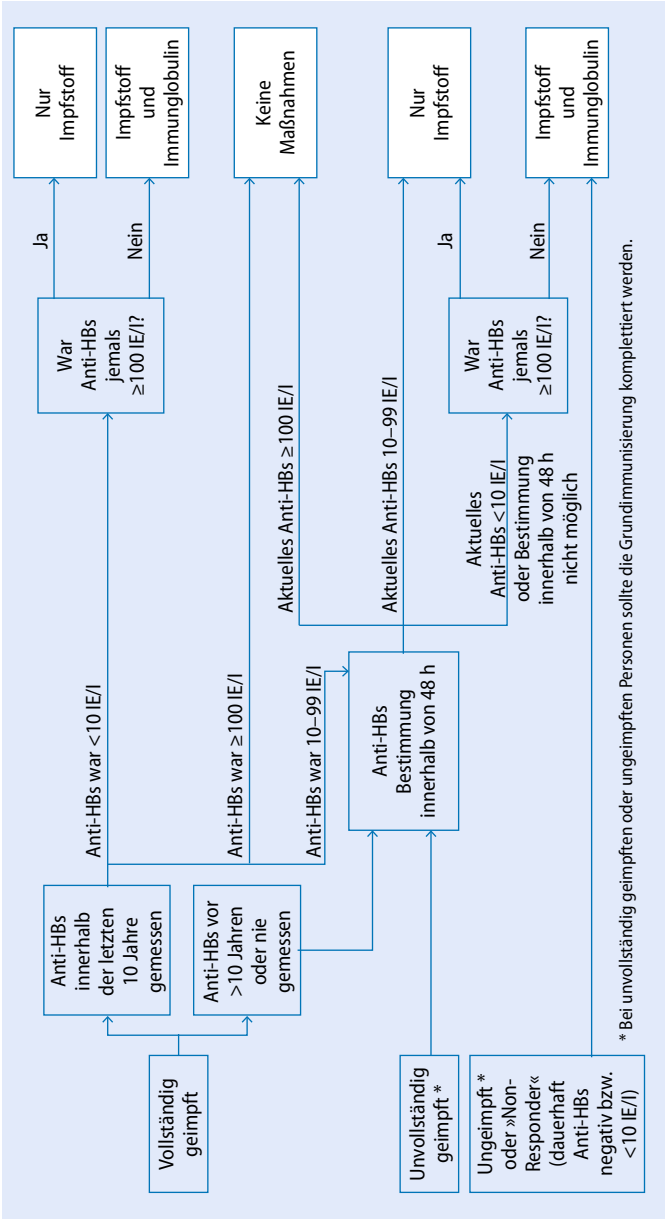 Vollständig
geimpft
Unvollständig
geimpft *
Ungeimpft *
oder »Non-
Responder«
(dauerhaft
Anti-HBs
negativ bzw.
<10 IE/l)
Anti-HBs
innerhalb
der letzten
10 Jahre
gemessen
Anti-HBs vor
>10 Jahren
oder nie
gemessen
Anti-HBs war <10 IE/l
Anti-HBs war ≥100 IE/l
Anti-HBs war 10–99 IE/l
Anti-HBs
Bestimmung
innerhalb von 48 h
Aktuelles Anti-HBs ≥100 IE/l
Aktuelles Anti-HBs 10–99 IE/l
Aktuelles
Anti-HBs <10 IE/l
oder Bestimmung
innerhalb von 48 h
nicht möglich
War
Anti-HBs
jemals
≥100 IE/l?
Ja
Nein
War
Anti-HBs
jemals
≥100 IE/l?
Ja
Nein
Nur
Impfstoff
Impfstoff
und
Immunglobulin
Keine
Maßnahmen
Nur
Impfstoff
Impfstoff
und
Immunglobulin
* Bei unvollständig geimpften oder ungeimpften Personen sollte die Grundimmunisierung komplettiert werden.